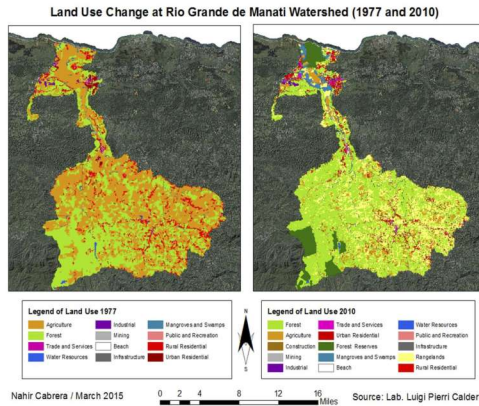 Land Use Change at Rio Grande de Manati Watershed (1977 and 2010)
Legend of Land Use 1977
Agriculture
Forest
Trade and Services
Water Resources
Industrial
Mining
Beach
Infrastructure
Mangroves and Swamps
Public and Recreation
Rural Residential
Urban Residential
N
S
Legend of Land Use 2010
Forest
Agriculture
Construction
Mining
Industrial
Trade and Services
Urban Residential
Forest Reserves
Mangroves and Swamps
Beach
Water Resources
Public and Recreation
Infrastructure
Rangelands
Rural Residential
Nahir Cabrera / March 2015
0 2 4 8 12 16
Miles
Source: Lab. Luigi Pierri Calder